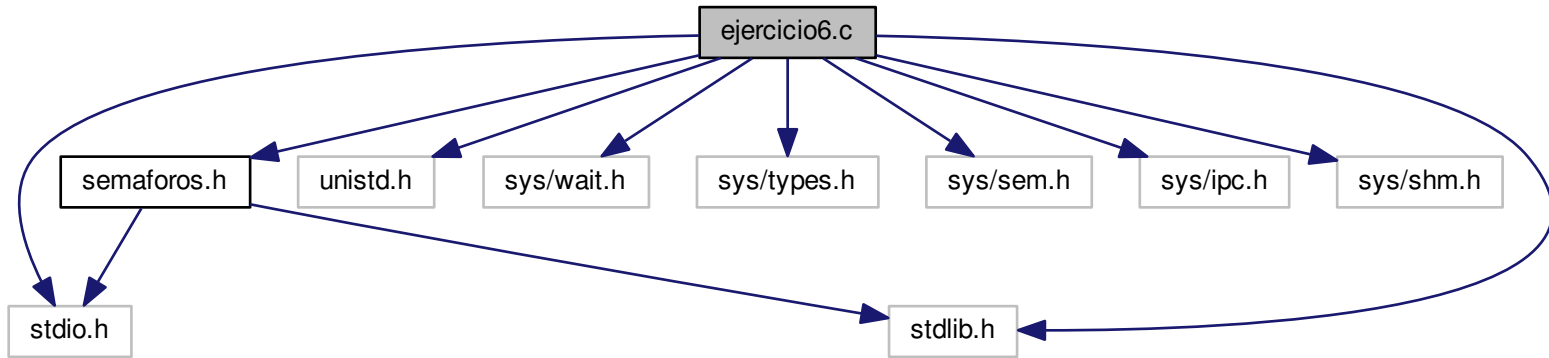 ejercicio6.c
semaforos.h
unistd.h
sys/wait.h
sys/types.h
sys/sem.h
sys/ipc.h
sys/shm.h
stdio.h
stdlib.h